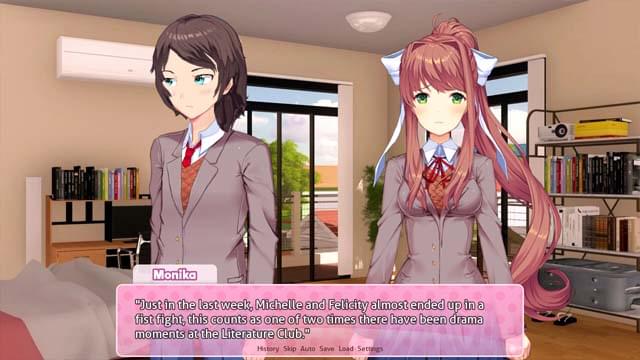 Monika
"Just in the last week, Michelle and Felicity almost ended up in a
fist fight, this counts as one of two times there have been drama
moments at the Literature Club."
History Skip Auto Save Load Settings